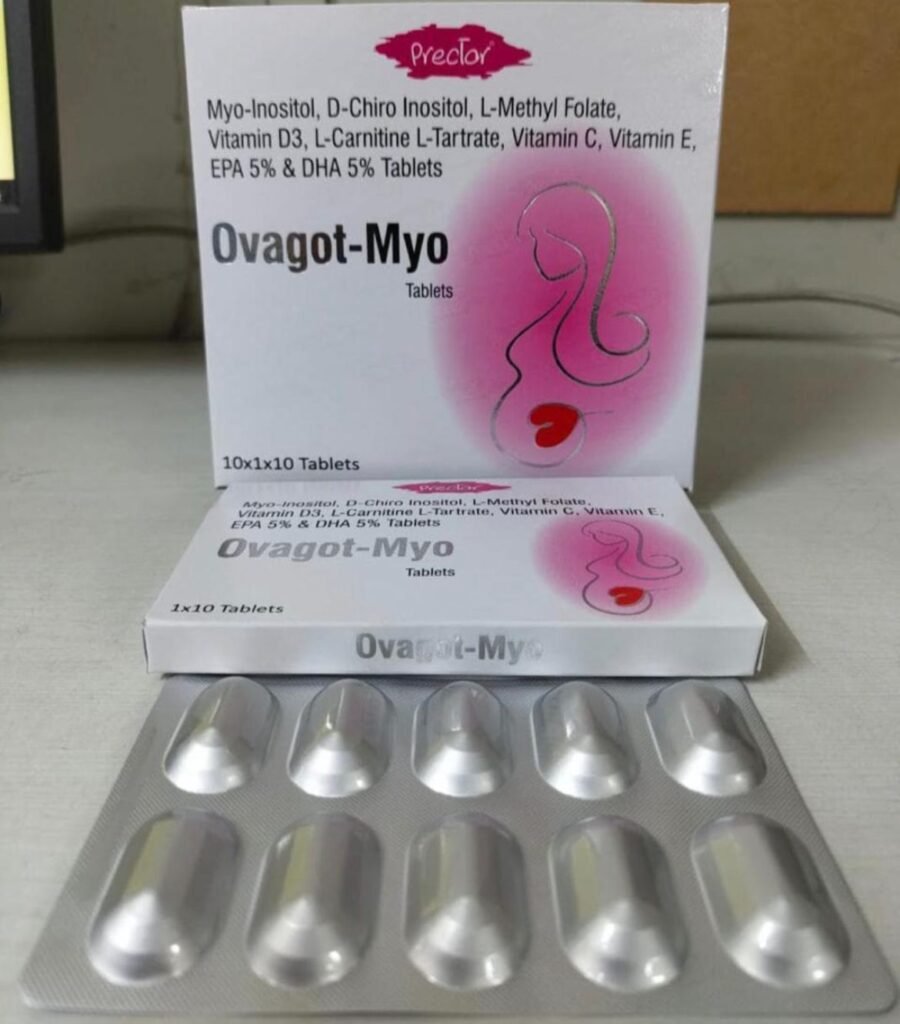 Prector
Myo-Inositol, D-Chiro Inositol, L-Methyl Folate,
Vitamin D3, L-Carnitine L-Tartrate, Vitamin C, Vitamin E,
EPA 5% & DHA 5% Tablets
Ovagot-Myo
Tablets
10x1x10 Tablets
Prector
Myo-Inositol, D-Chiro Inositol, L-Methyl Folate,
Vitamin D3, L-Carnitine L-Tartrate, Vitamin C, Vitamin E,
EPA 5% & DHA 5% Tablets
Ovagot-Myo
Tablets
1x10 Tablets
Ovagot-Myo